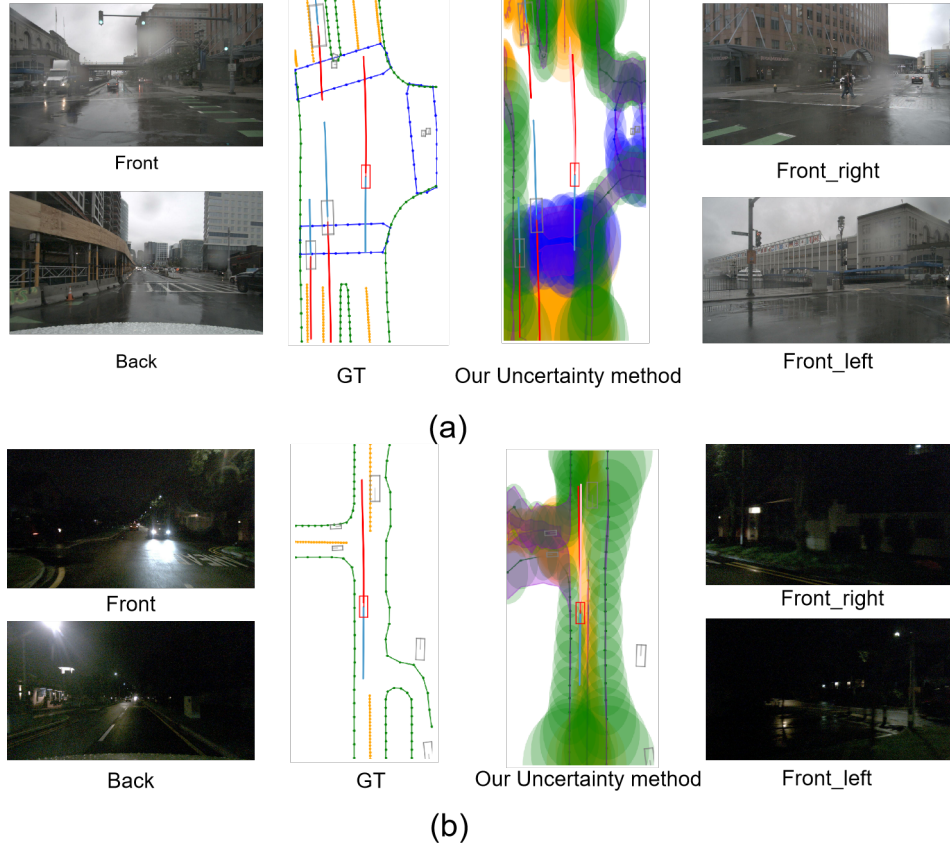 Front
Front_right
Back
GT
Our Uncertainty method
Front_left
(a)
Front
Front_right
Back
GT
Our Uncertainty method
Front_left
(b)